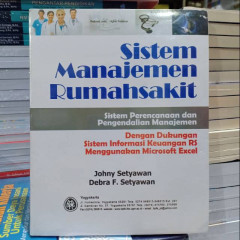 Sistem
Manajemen
Rumahsakit
Sistem Perencanaan dan
Pengendalian Manajemen
Dengan Dukungan
Sistem Informasi Keuangan RS
Menggunakan Microsoft Excel
Johny Setyawan
Debra F. Setyawan
Yogyakarta